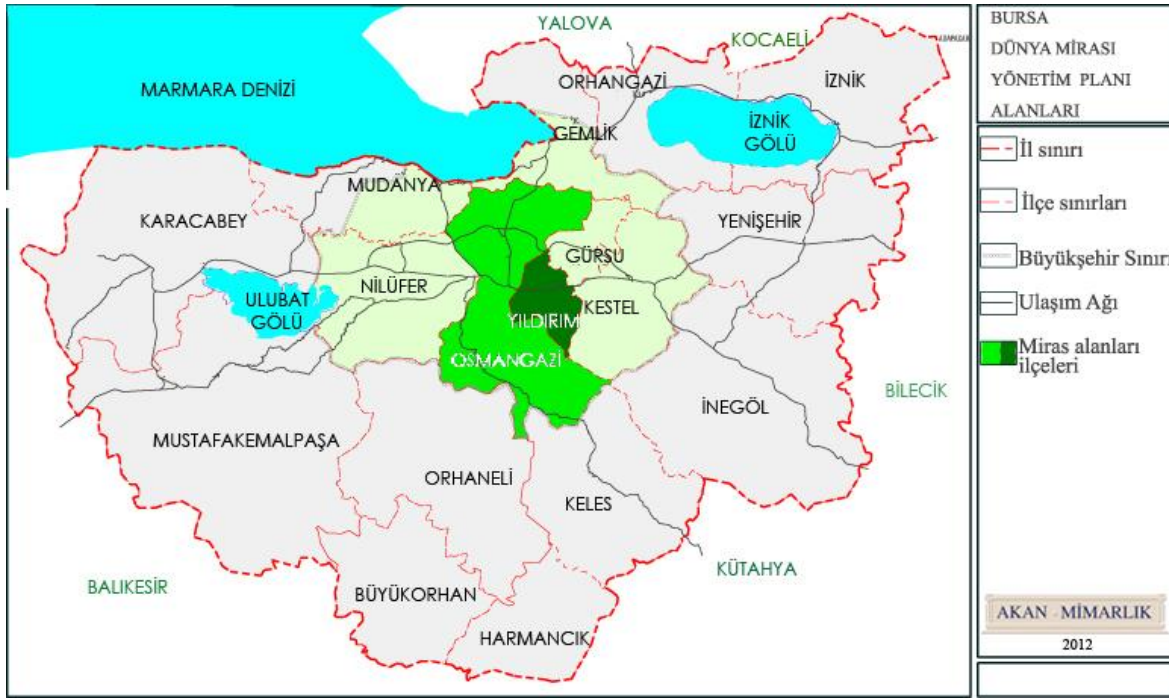 YALOVA
KOCAELİ
ORHANGAZİ
İZNİK
MARMARA DENİZİ
İZNİK
GÖLÜ
GEMLİK
MUDANYA
KARACABEY
YENİŞEHİR
GÜRSU
NİLÜFER
ULUBAT
GÖLÜ
KESTEL
YILDIRIM
OSMANGAZİ
BİLECİK
İNEGÖL
MUSTAFAKEMALPAŞA
ORHANELİ
KELES
KÜTAHYA
BALIKESİR
BÜYÜKORHAN
HARMANCIK
BURSA
DÜNYA MİRASI
YÖNETİM PLANI
ALANLARI
İl sınırı
İlçe sınırları
Büyükşehir Sınırı
Ulaşım Ağı
Miras alanları
ilçeleri
AKAN - MİMARLIK
2012